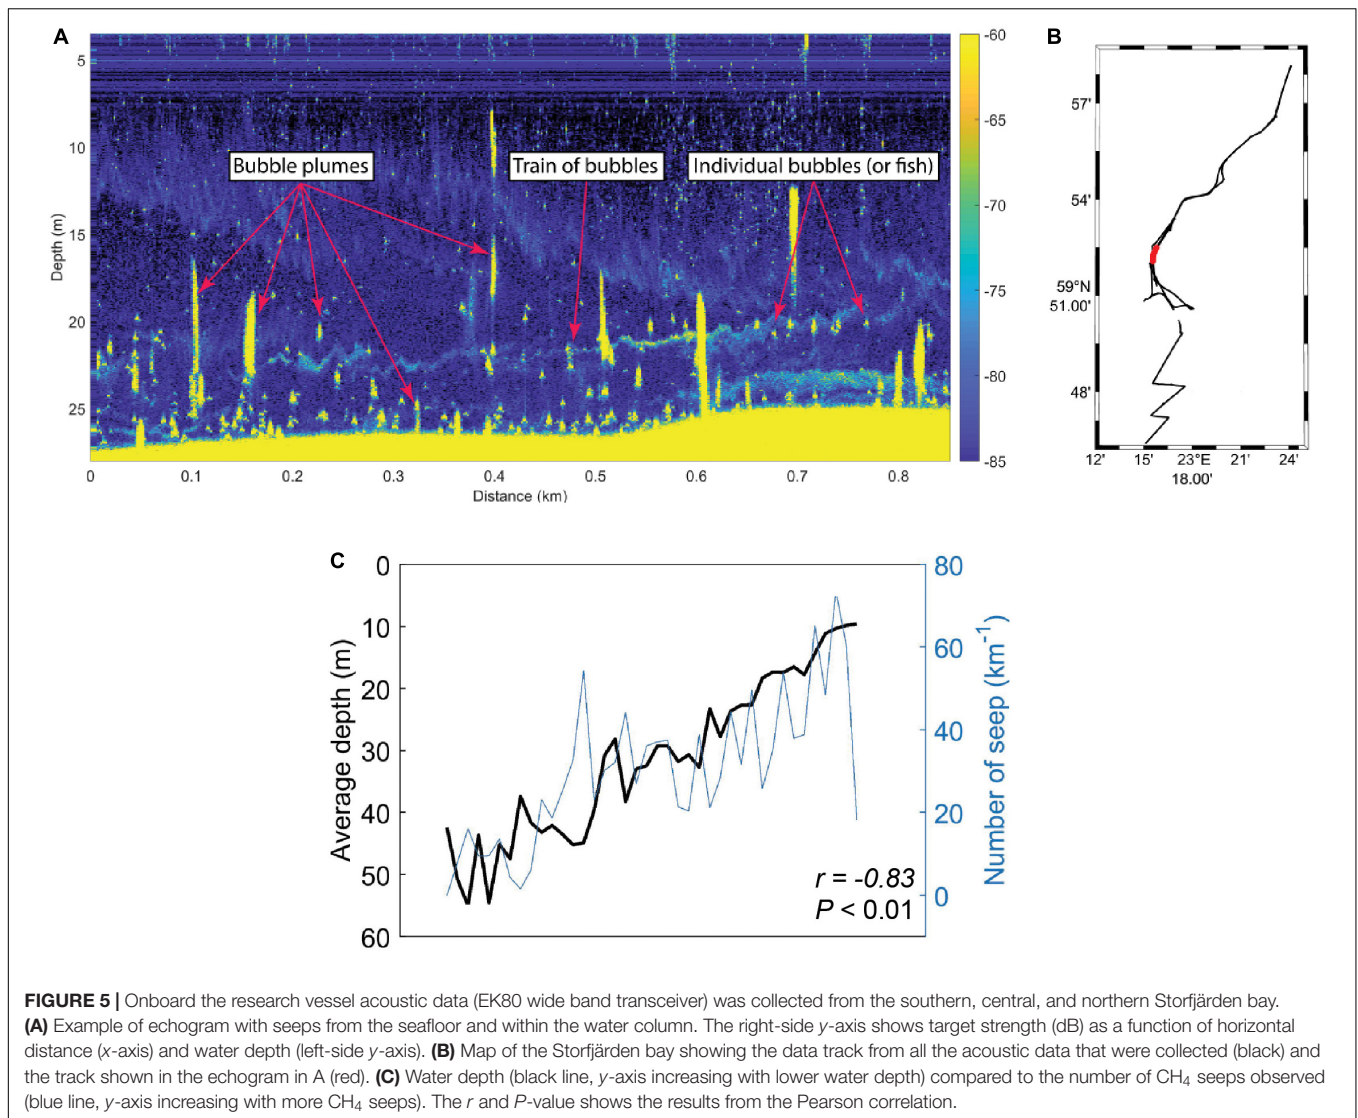 A
Bubble plumes
Train of bubbles
Individual bubbles (or fish)
Depth (m)
5
10
15
20
25
0
0.1
0.2
0.3
0.4
0.5
0.6
0.7
0.8
Distance (km)
-60
-65
-70
-75
-80
-85
B
57'
54'
59°N
51.00'
48'
12'
15'
23°E
18.00'
21'
24'
C
Average depth (m)
0
10
20
30
40
50
60
80
60
40
20
0
Number of seep (km⁻¹)
r = -0.83
P < 0.01
FIGURE 5 | Onboard the research vessel acoustic data (EK80 wide band transceiver) was collected from the southern, central, and northern Storfjärden bay.
(A) Example of echogram with seeps from the seafloor and within the water column. The right-side y-axis shows target strength (dB) as a function of horizontal
distance (x-axis) and water depth (left-side y-axis). (B) Map of the Storfjärden bay showing the data track from all the acoustic data that were collected (black) and
the track shown in the echogram in A (red). (C) Water depth (black line, y-axis increasing with lower water depth) compared to the number of CH₄ seeps observed
(blue line, y-axis increasing with more CH₄ seeps). The r and P-value shows the results from the Pearson correlation.